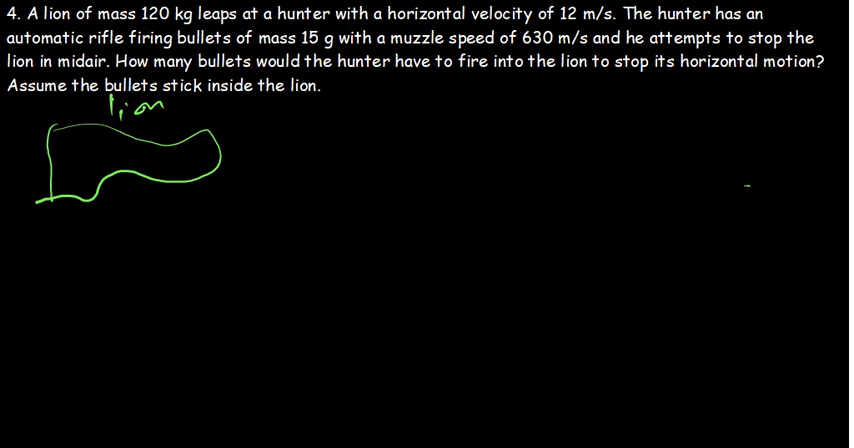 4. A lion of mass 120 kg leaps at a hunter with a horizontal velocity of 12 m/s. The hunter has an
automatic rifle firing bullets of mass 15 g with a muzzle speed of 630 m/s and he attempts to stop the
lion in midair. How many bullets would the hunter have to fire into the lion to stop its horizontal motion?
Assume the bullets stick inside the lion.
lion